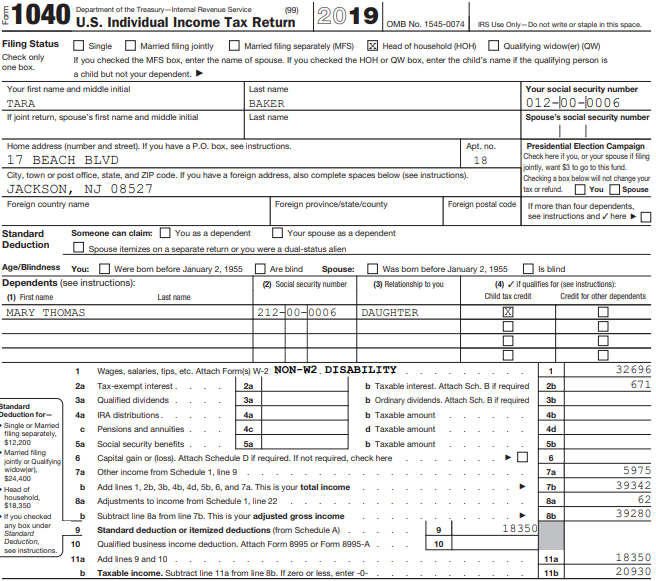 Form 1040 Department of the Treasury—Internal Revenue Service (99) U.S. Individual Income Tax Return 2019 OMB No. 1545-0074 IRS Use Only—Do not write or staple in this space.
Filing Status Single Married filing jointly Married filing separately (MFS) X Head of household (HOH) Qualifying widow(er) (QW)
Check only one box. If you checked the MFS box, enter the name of spouse. If you checked the HOH or QW box, enter the child's name if the qualifying person is
a child but not your dependent. ▶
Your first name and middle initial Last name Your social security number
TARA BAKER 012-00-0006
If joint return, spouse's first name and middle initial Last name Spouse's social security number
Home address (number and street). If you have a P.O. box, see instructions. Apt. no.
17 BEACH BLVD 18
City, town or post office, state, and ZIP code. If you have a foreign address, also complete spaces below (see instructions).
JACKSON, NJ 08527
Presidential Election Campaign
Check here if you, or your spouse if filing
jointly, want $3 to go to this fund.
Checking a box below will not change your
tax or refund. You Spouse
Foreign country name Foreign province/state/county Foreign postal code
If more than four dependents,
see instructions and ✓ here ▶
Standard Deduction
Someone can claim: You as a dependent Your spouse as a dependent
Spouse itemizes on a separate return or you were a dual-status alien
Age/Blindness You: Were born before January 2, 1955 Are blind Spouse: Was born before January 2, 1955 Is blind
Dependents (see instructions): (2) Social security number (3) Relationship to you (4) ✓ if qualifies for (see instructions):
(1) First name Last name Child tax credit Credit for other dependents
MARY THOMAS 212-00-0006 DAUGHTER X
1 Wages, salaries, tips, etc. Attach Form(s) W-2 NON-W2 DISABILITY 1 32696
2a Tax-exempt interest 2a b Taxable interest. Attach Sch. B if required 2b 671
3a Qualified dividends 3a b Ordinary dividends. Attach Sch. B if required 3b
4a IRA distributions 4a b Taxable amount 4b
c Pensions and annuities 4c d Taxable amount 4d
5a Social security benefits 5a b Taxable amount 5b
6 Capital gain or (loss). Attach Schedule D if required. If not required, check here ▶ 6
7a Other income from Schedule 1, line 9 7a 5975
b Add lines 1, 2b, 3b, 4b, 4d, 5b, 6, and 7a. This is your total income ▶ 7b 39342
8a Adjustments to income from Schedule 1, line 22 8a 62
b Subtract line 8a from line 7b. This is your adjusted gross income ▶ 8b 39280
9 Standard deduction or itemized deductions (from Schedule A) 9 18350
10 Qualified business income deduction. Attach Form 8995 or Form 8995-A 10
11a Add lines 9 and 10 11a 18350
b Taxable income. Subtract line 11a from line 8b. If zero or less, enter -0- 11b 20930
Standard
Deduction for—
• Single or Married
filing separately,
$12,200
• Married filing
jointly or Qualifying
widow(er),
$24,400
• Head of
household,
$18,350
• If you checked
any box under
Standard
Deduction,
see instructions.